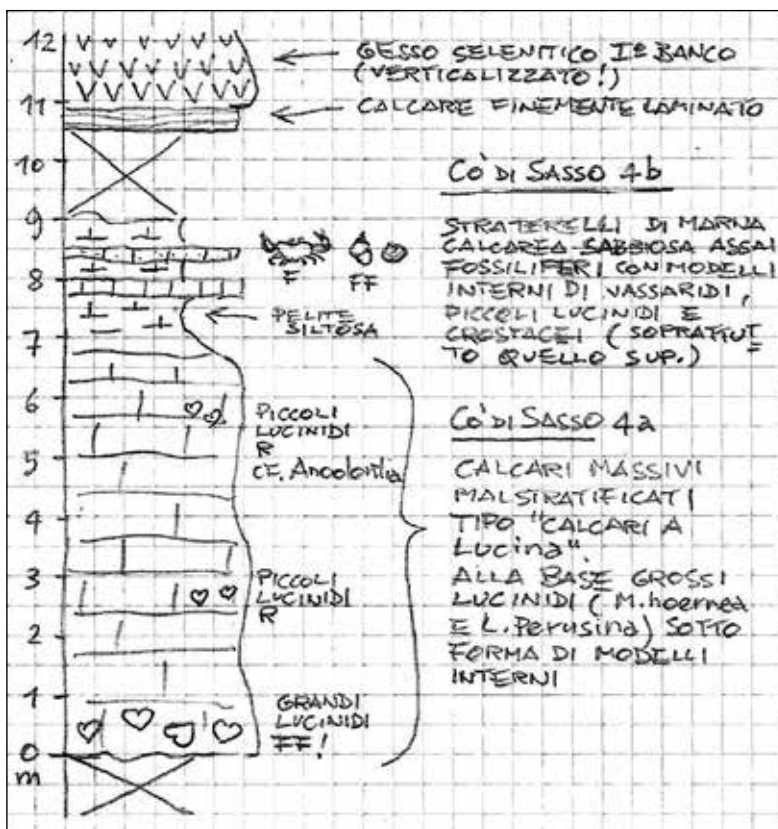 12
GESSO SELENITICO I° BANCO
(VERTICALIZZATO!)
11
CALCARE FINEMENTE LAMINATO
10
CÒ DI SASSO 4b
9
STRATERELLI DI MARNA
CALCAREA SABBIOSA ASSAI
FOSSILIFERI CON MODELLI
INTERNI DI VASSARIDI,
PICCOLI LUCINIDI E
CROSTACEI (SOPRATTUT
TO QUELLO SUP.)
F
FF
8
PELITE
SILTOSA
7
6
PICCOLI
LUCINIDI
R
CF. Anodontia
5
CÒ DI SASSO 4a
CALCARI MASSIVI
MALSTRATIFICATI
TIPO "CALCARI A
Lucina".
ALLA BASE GROSSI
LUCINIDI (M. hoernea
E L. Perusina) SOTTO
FORMA DI MODELLI
INTERNI
4
3
PICCOLI
LUCINIDI
R
2
1
GRANDI
LUCINIDI
FF!
0
m